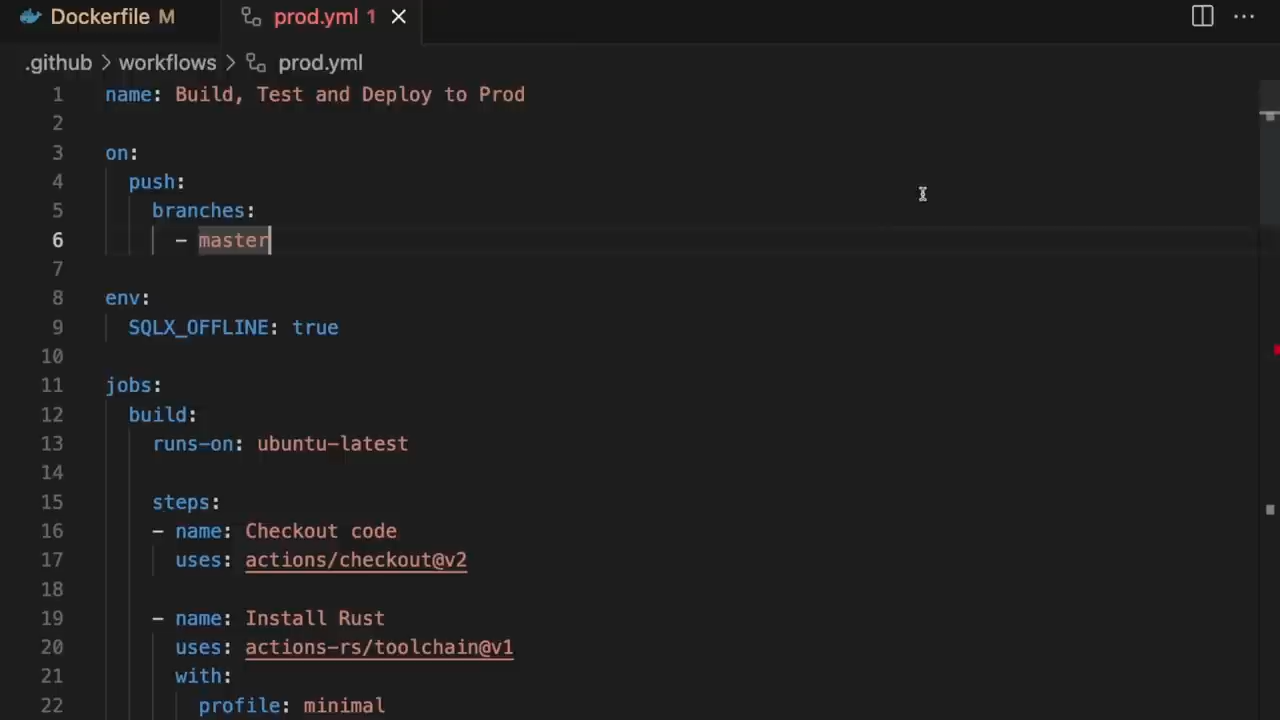 Dockerfile M prod.yml 1
.github > workflows > prod.yml
1 name: Build, Test and Deploy to Prod
2
3 on:
4 push:
5 branches:
6 - master
7
8 env:
9 SQLX_OFFLINE: true
10
11 jobs:
12 build:
13 runs-on: ubuntu-latest
14
15 steps:
16 - name: Checkout code
17 uses: actions/checkout@v2
18
19 - name: Install Rust
20 uses: actions-rs/toolchain@v1
21 with:
22 profile: minimal